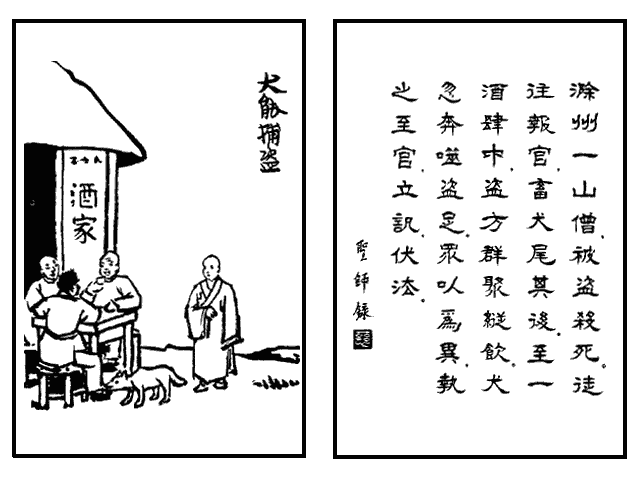 犬能捕盜
酒家
滁州一山僧。被盜殺死。徒
往報官。畜犬尾其後。至一
酒肆中。盜方群聚縱飲。犬
忽奔噬盜足。眾以為異。執
之至官。立訊。伏法。
聖師錄